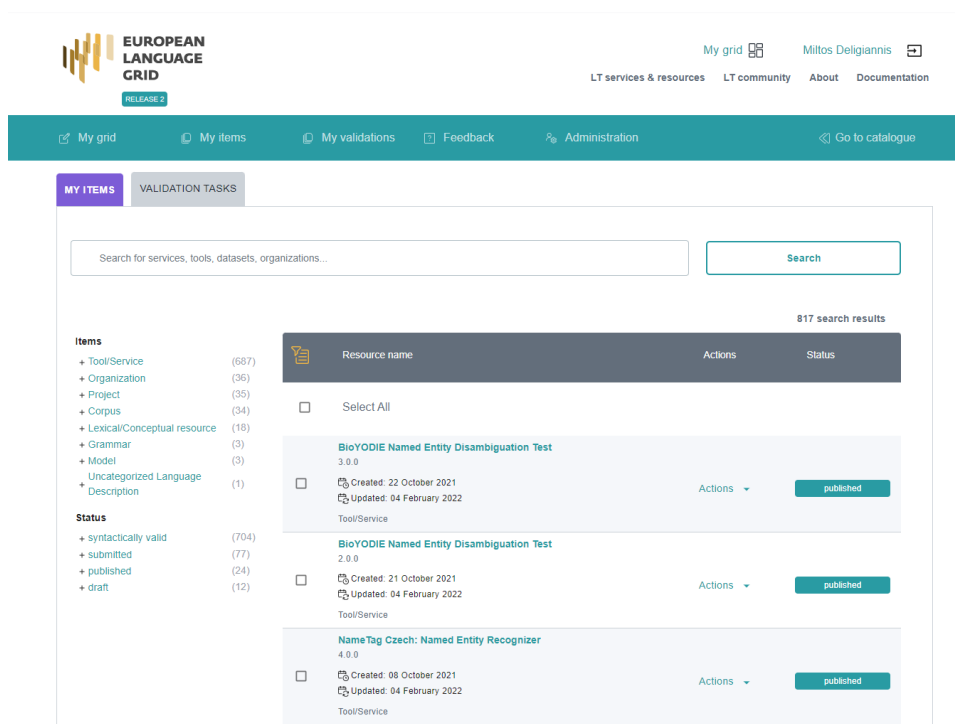 EUROPEAN
LANGUAGE
GRID
RELEASE 2
My grid
Miltos Deligiannis
LT services & resources
LT community
About
Documentation
My grid
My items
My validations
Feedback
Administration
Go to catalogue
MY ITEMS
VALIDATION TASKS
Search for services, tools, datasets, organizations...
Search
817 search results
Items
+ Tool/Service (687)
+ Organization (36)
+ Project (35)
+ Corpus (34)
+ Lexical/Conceptual resource (18)
+ Grammar (3)
+ Model (3)
+ Uncategorized Language
Description (1)
Status
+ syntactically valid (704)
+ submitted (77)
+ published (24)
+ draft (12)
Resource name Actions Status
Select All
BioYODIE Named Entity Disambiguation Test
3.0.0
Created: 22 October 2021
Updated: 04 February 2022
Tool/Service
Actions
published
BioYODIE Named Entity Disambiguation Test
2.0.0
Created: 21 October 2021
Updated: 04 February 2022
Tool/Service
Actions
published
NameTag Czech: Named Entity Recognizer
4.0.0
Created: 08 October 2021
Updated: 04 February 2022
Tool/Service
Actions
published